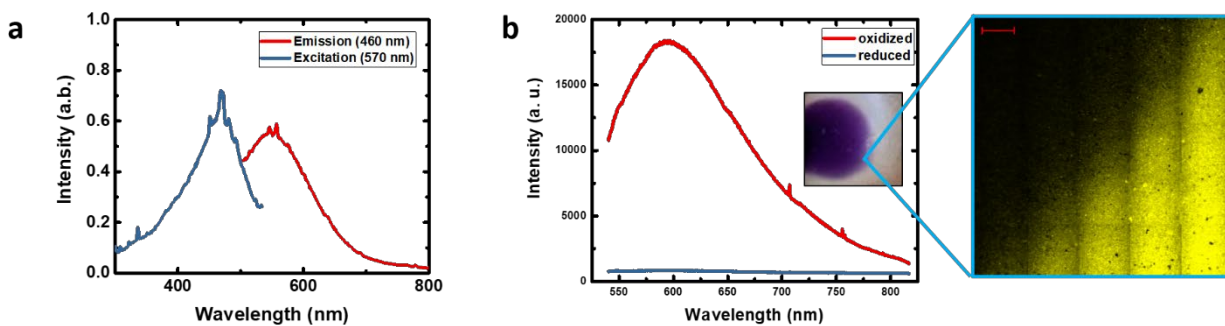 a
1.0
0.8
0.6
0.4
0.2
0.0
Intensity (a.b.)
Emission (460 nm)
Excitation (570 nm)
400
500
600
700
800
Wavelength (nm)
b
20000
15000
10000
5000
0
Intensity (a. u.)
oxidized
reduced
550
600
650
700
750
800
Wavelength (nm)